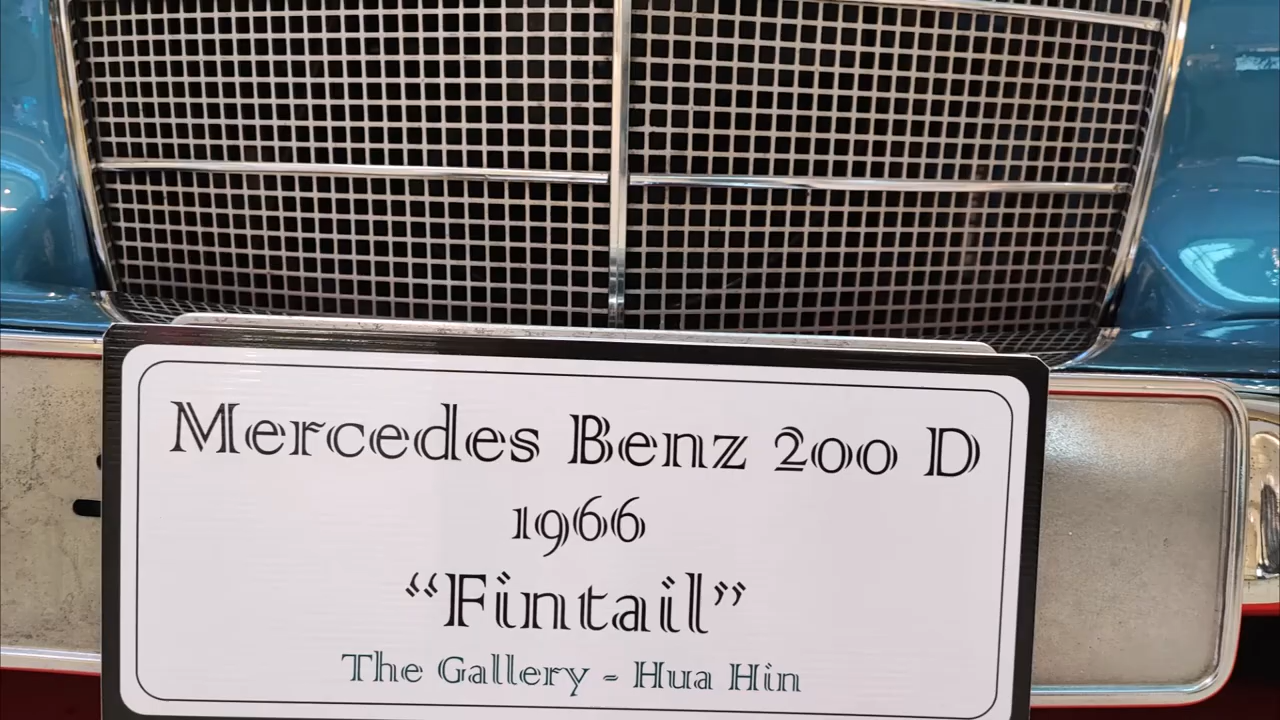 Mercedes Benz 200 D
1966
“Fintail”
The Gallery - Hua Hin